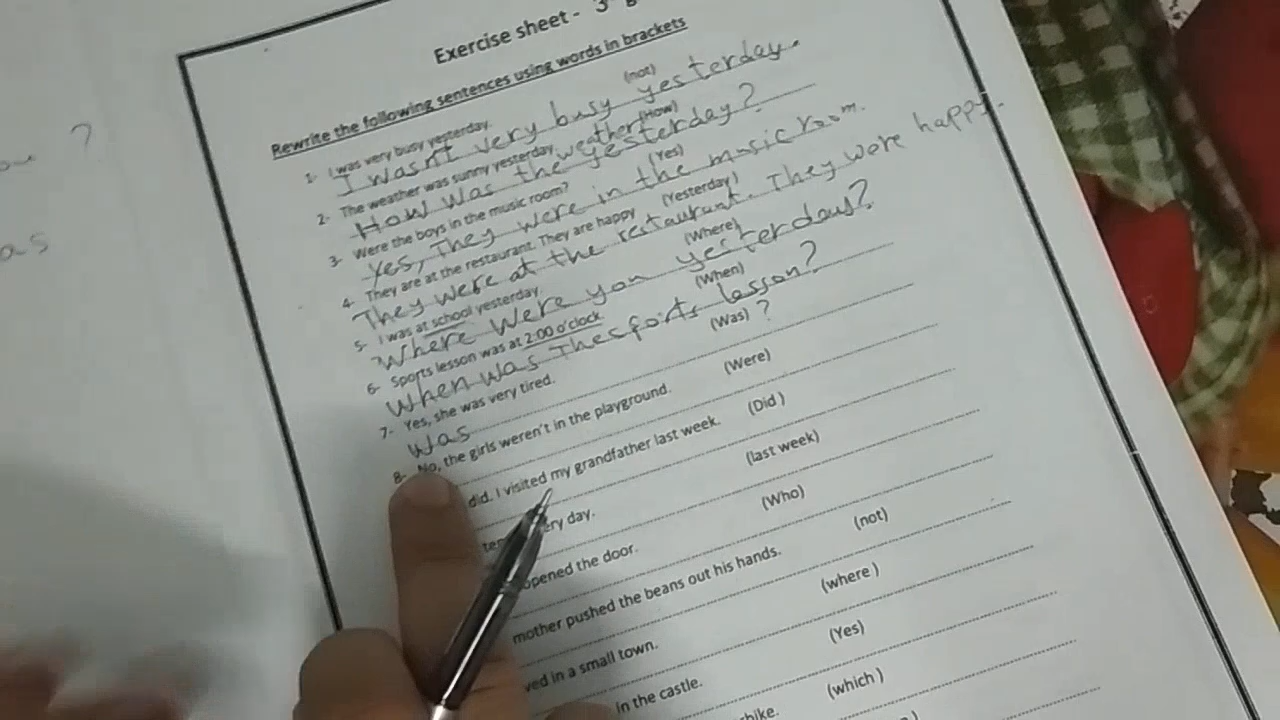 Exercise sheet - 3
Rewrite the following sentences using words in brackets
1- I was very busy yesterday. (not)
I wasn't very busy yesterday.
2- The weather was sunny yesterday. (How)
How was the weather yesterday?
3- Were the boys in the music room? (Yes)
Yes, They were in the music room.
4- They are at the restaurant. They are happy (Yesterday)
They were at the restaurant. They were happy.
5- I was at school yesterday. (Where)
Where were you yesterday?
6- Sports lesson was at 2:00 o'clock. (When)
When was The sports lesson?
7- Yes, she was very tired. (Was) ?
Was
8- No, the girls weren't in the playground. (Were)
did. I visited my grandfather last week. (Did )
ery day. (last week)
opened the door. (Who)
mother pushed the beans out his hands. (not)
ved in a small town. (where )
In the castle. (Yes)
bike. (which )
?
as